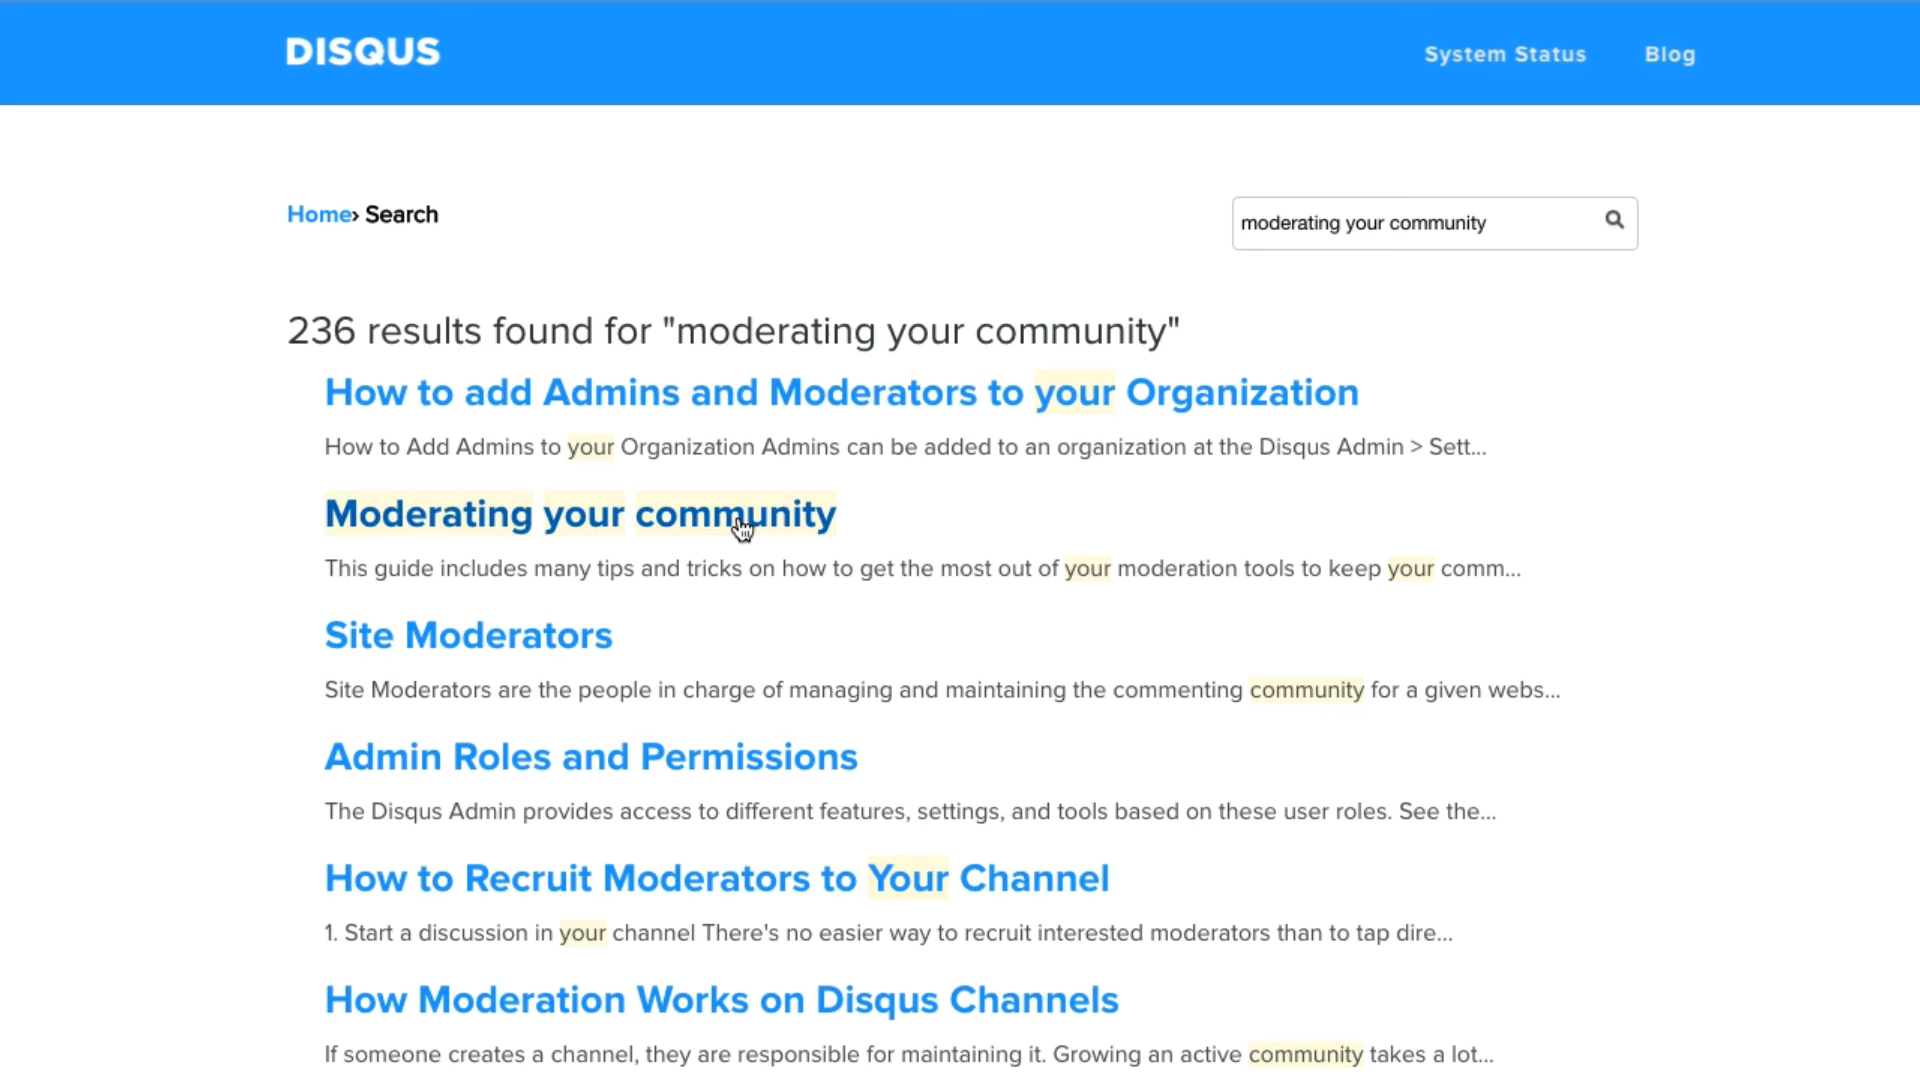 DISQUS
System Status
Blog
Home› Search
moderating your community
236 results found for "moderating your community"
How to add Admins and Moderators to your Organization
How to Add Admins to your Organization Admins can be added to an organization at the Disqus Admin > Sett...
Moderating your community
This guide includes many tips and tricks on how to get the most out of your moderation tools to keep your comm...
Site Moderators
Site Moderators are the people in charge of managing and maintaining the commenting community for a given webs...
Admin Roles and Permissions
The Disqus Admin provides access to different features, settings, and tools based on these user roles. See the...
How to Recruit Moderators to Your Channel
1. Start a discussion in your channel There's no easier way to recruit interested moderators than to tap dire...
How Moderation Works on Disqus Channels
If someone creates a channel, they are responsible for maintaining it. Growing an active community takes a lot...